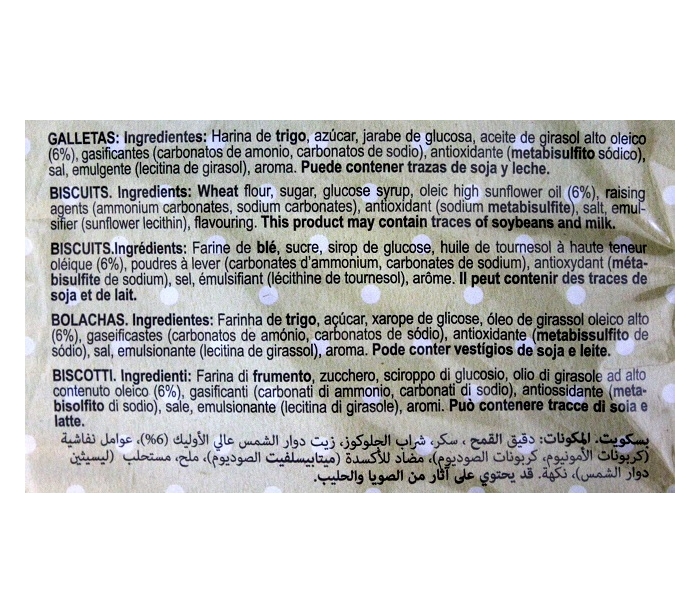 GALLETAS: Ingredientes: Harina de trigo, azúcar, jarabe de glucosa, aceite de girasol alto oleico
(6%), gasificantes (carbonatos de amonio, carbonatos de sodio), antioxidante (metabisulfito sódico),
sal, emulgente (lecitina de girasol), aroma. Puede contener trazas de soja y leche.
BISCUITS. Ingredients: Wheat flour, sugar, glucose syrup, oleic high sunflower oil (6%), raising
agents (ammonium carbonates, sodium carbonates), antioxidant (sodium metabisulfite), salt, emul-
sifier (sunflower lecithin), flavouring. This product may contain traces of soybeans and milk.
BISCUITS.Ingrédients: Farine de blé, sucre, sirop de glucose, huile de tournesol à haute teneur
oléique (6%), poudres à lever (carbonates d'ammonium, carbonates de sodium), antioxydant (méta-
bisulfite de sodium), sel, émulsifiant (lécithine de tournesol), arôme. Il peut contenir des traces de
soja et de lait.
BOLACHAS. Ingredientes: Farinha de trigo, açúcar, xarope de glicose, óleo de girassol oleico alto
(6%), gaseificastes (carbonatos de amónio, carbonatos de sódio), antioxidante (metabissulfito de
sódio), sal, emulsionante (lecitina de girassol), aroma. Pode conter vestígios de soja e leite.
BISCOTTI. Ingredienti: Farina di frumento, zucchero, sciroppo di glucosio, olio di girasole ad alto
contenuto oleico (6%), gasificanti (carbonati di ammonio, carbonati di sodio), antiossidante (meta-
bisolfito di sodio), sale, emulsionante (lecitina di girasole), aromi. Può contenere tracce di soia e
latte.
بسكويت. المكونات: دقيق القمح ، سكر، شراب الجلوكوز، زيت دوار الشمس عالي الأوليك (6%)، عوامل نفاشية
(كربونات الأمونيوم، كربونات الصوديوم)، مضاد للأكسدة (ميتابيسلفيت الصوديوم)، ملح، مستحلب (ليسيثين
دوار الشمس)، نكهة. قد يحتوي على آثار من الصويا والحليب.